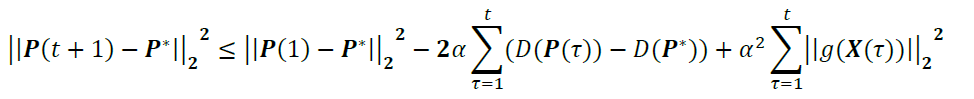 ||P(t + 1) − P*||₂² ≤ ||P(1) − P*||₂² − 2α ∑_{τ=1}^{t} (D(P(τ)) − D(P*)) + α² ∑_{τ=1}^{t} ||g(X(τ))||₂²